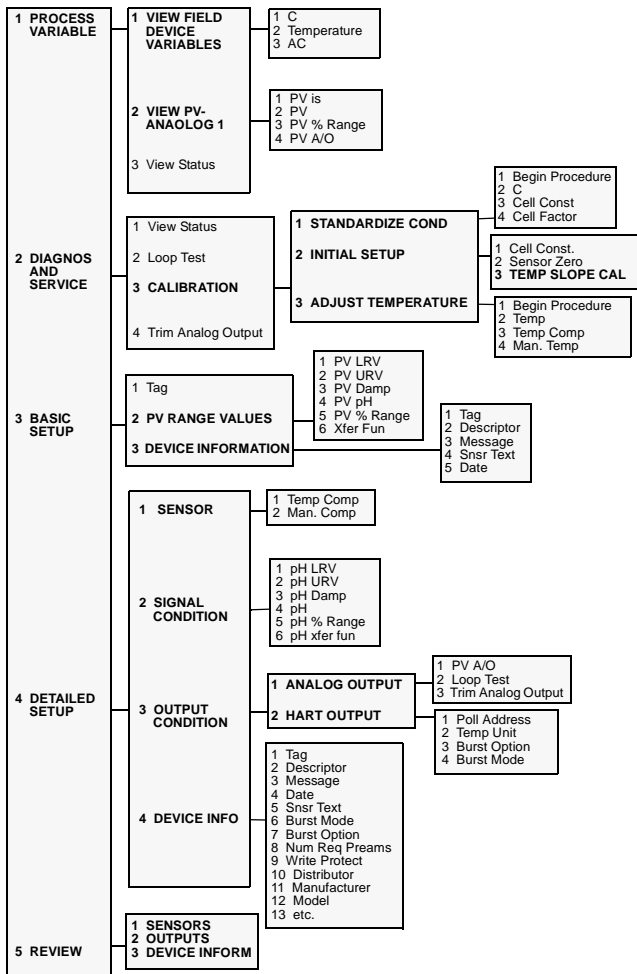 1 PROCESS
VARIABLE
1 VIEW FIELD
DEVICE
VARIABLES
1 C
2 Temperature
3 AC
2 VIEW PV-
ANAOLOG 1
1 PV is
2 PV
3 PV % Range
4 PV A/O
3 View Status
2 DIAGNOS
AND
SERVICE
1 View Status
2 Loop Test
3 CALIBRATION
4 Trim Analog Output
1 STANDARDIZE COND
1 Begin Procedure
2 C
3 Cell Const
4 Cell Factor
2 INITIAL SETUP
1 Cell Const.
2 Sensor Zero
3 TEMP SLOPE CAL
3 ADJUST TEMPERATURE
1 Begin Procedure
2 Temp
3 Temp Comp
4 Man. Temp
3 BASIC
SETUP
1 Tag
2 PV RANGE VALUES
1 PV LRV
2 PV URV
3 PV Damp
4 PV pH
5 PV % Range
6 Xfer Fun
3 DEVICE INFORMATION
1 Tag
2 Descriptor
3 Message
4 Snsr Text
5 Date
4 DETAILED
SETUP
1 SENSOR
1 Temp Comp
2 Man. Comp
2 SIGNAL
CONDITION
1 pH LRV
2 pH URV
3 pH Damp
4 pH
5 pH % Range
6 pH xfer fun
3 OUTPUT
CONDITION
1 ANALOG OUTPUT
1 PV A/O
2 Loop Test
3 Trim Analog Output
2 HART OUTPUT
1 Poll Address
2 Temp Unit
3 Burst Option
4 Burst Mode
4 DEVICE INFO
1 Tag
2 Descriptor
3 Message
4 Date
5 Snsr Text
6 Burst Mode
7 Burst Option
8 Num Req Preams
9 Write Protect
10 Distributor
11 Manufacturer
12 Model
13 etc.
5 REVIEW
1 SENSORS
2 OUTPUTS
3 DEVICE INFORM